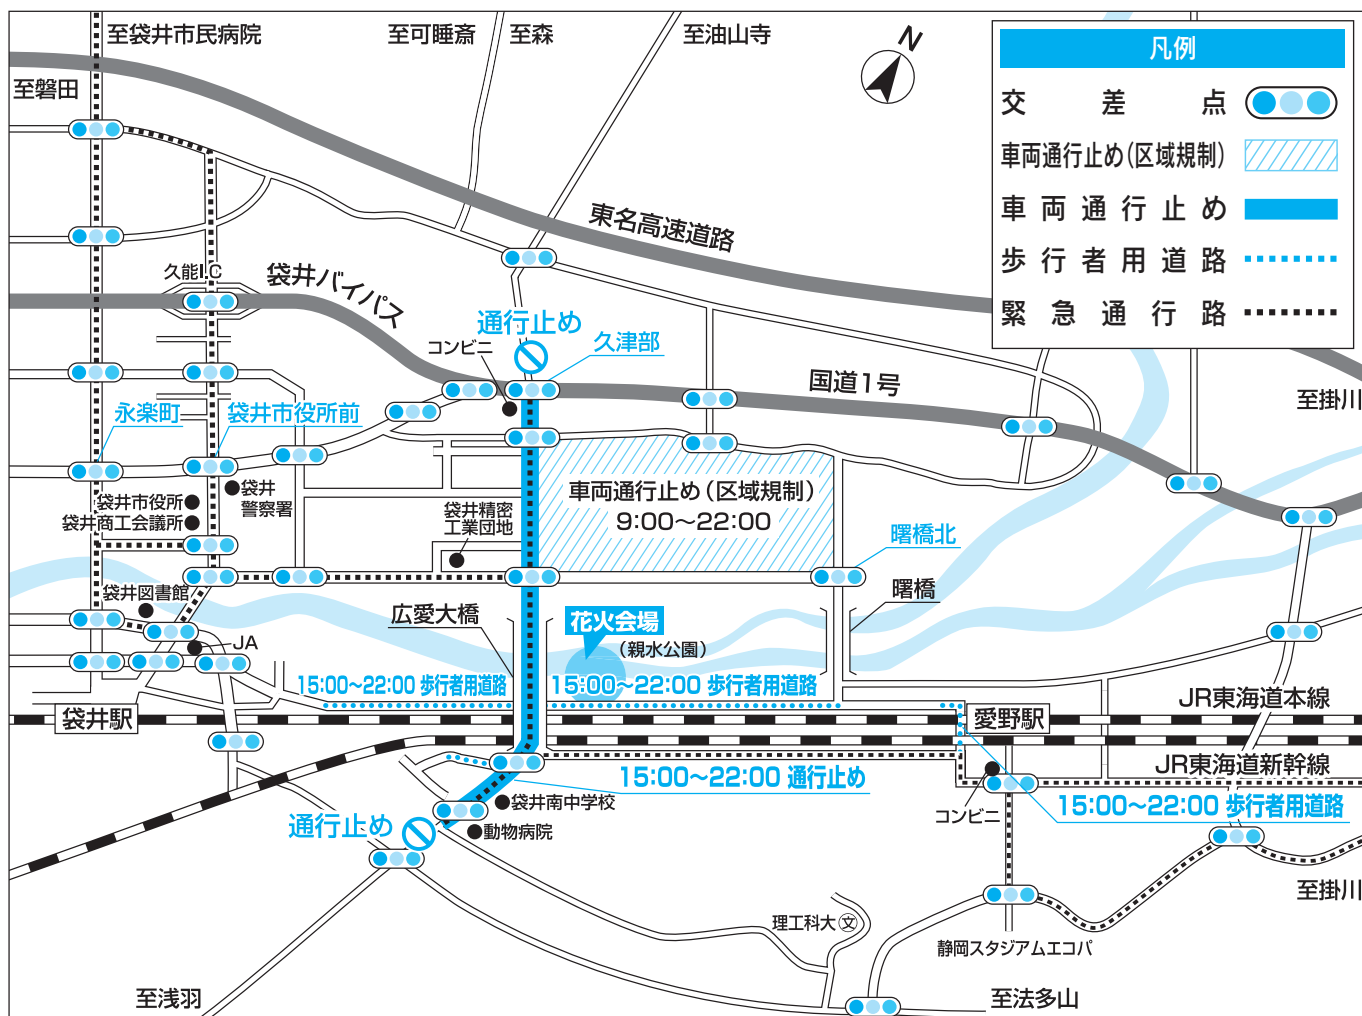 至袋井市民病院
至可睡斎
至森
至油山寺
N
凡例
交差点
車両通行止め(区域規制)
車両通行止め
歩行者用道路
緊急通行路
至磐田
東名高速道路
久能I.C
袋井バイパス
通行止め
コンビニ
久津部
国道1号
至掛川
永楽町
袋井市役所前
袋井
警察署
袋井市役所
袋井商工会議所
袋井精密
工業団地
車両通行止め(区域規制)
9:00〜22:00
曙橋北
曙橋
袋井図書館
JA
広愛大橋
花火会場
(親水公園)
15:00〜22:00 歩行者用道路
15:00〜22:00 歩行者用道路
JR東海道本線
袋井駅
愛野駅
JR東海道新幹線
15:00〜22:00 通行止め
袋井南中学校
動物病院
通行止め
コンビニ
15:00〜22:00 歩行者用道路
至掛川
理工科大
文
静岡スタジアムエコパ
至浅羽
至法多山